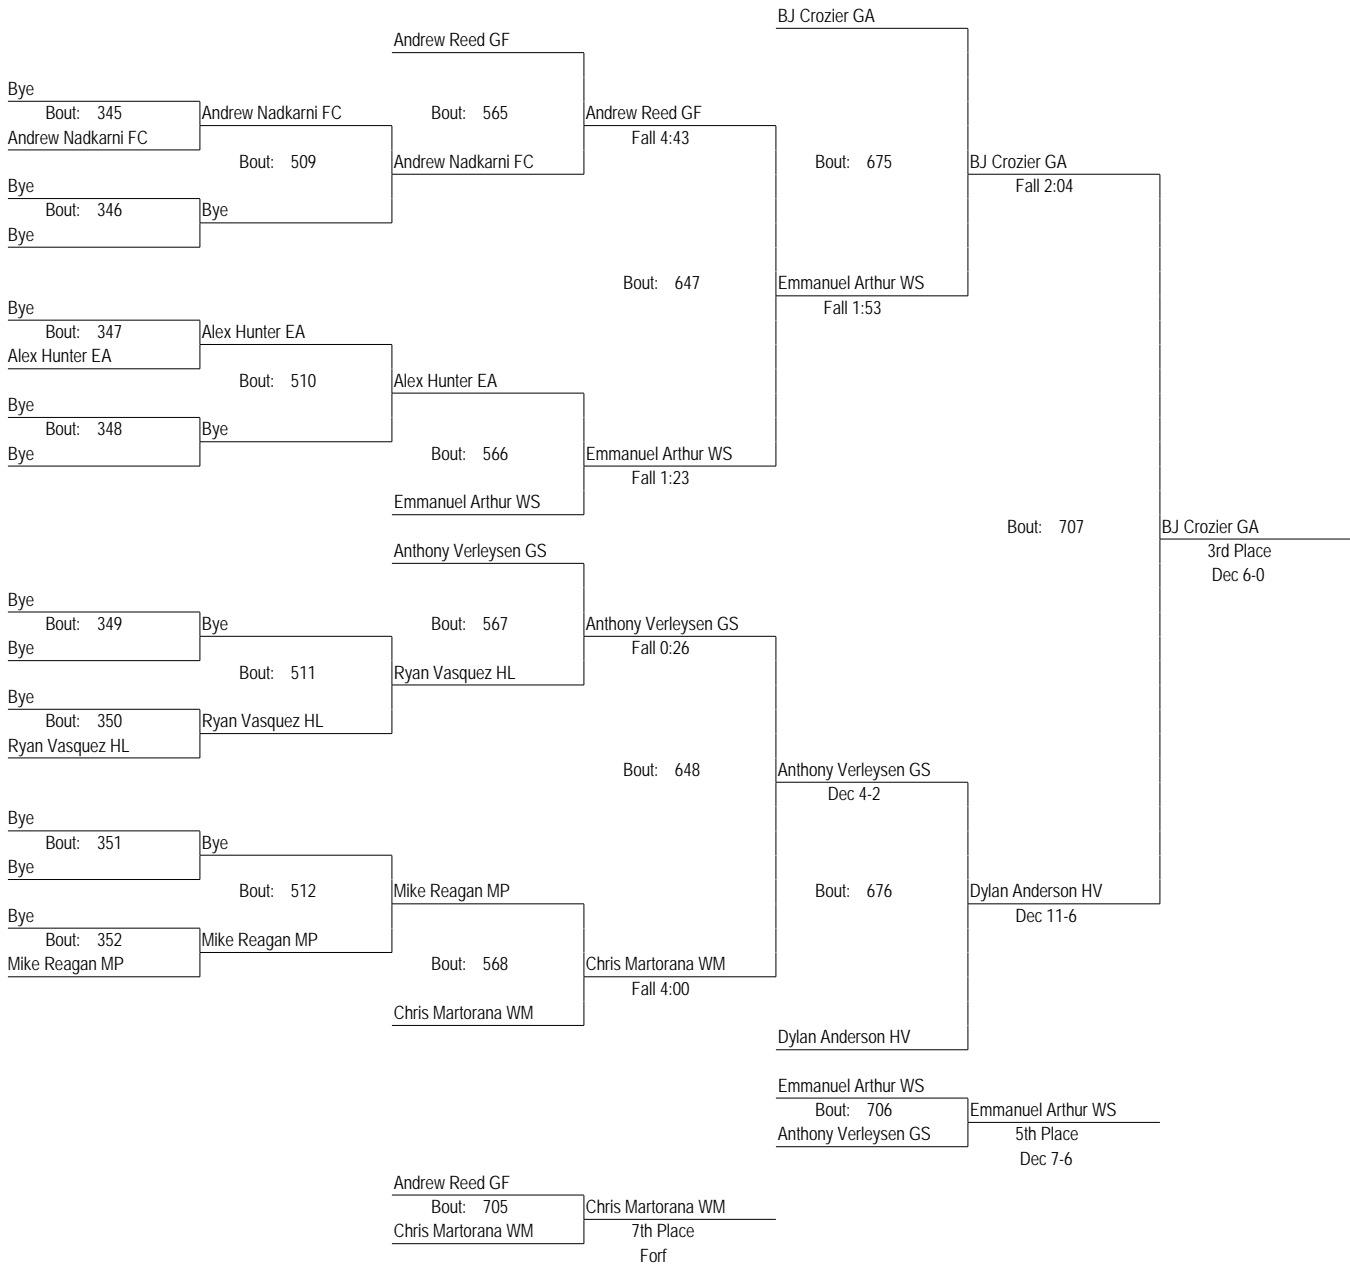 BJ Crozier GA
Andrew Reed GF
Bye
Bout: 345
Andrew Nadkarni FC
Bout: 565
Andrew Reed GF
Andrew Nadkarni FC
Fall 4:43
Bout: 509
Andrew Nadkarni FC
Bout: 675
BJ Crozier GA
Bye
Fall 2:04
Bout: 346
Bye
Bye
Bout: 647
Emmanuel Arthur WS
Bye
Fall 1:53
Bout: 347
Alex Hunter EA
Alex Hunter EA
Bout: 510
Alex Hunter EA
Bye
Bout: 348
Bye
Bye
Bout: 566
Emmanuel Arthur WS
Fall 1:23
Emmanuel Arthur WS
Bout: 707
BJ Crozier GA
Anthony Verleysen GS
3rd Place
Dec 6-0
Bye
Bout: 349
Bye
Bout: 567
Anthony Verleysen GS
Bye
Fall 0:26
Bout: 511
Ryan Vasquez HL
Bye
Bout: 350
Ryan Vasquez HL
Ryan Vasquez HL
Bout: 648
Anthony Verleysen GS
Dec 4-2
Bye
Bout: 351
Bye
Bye
Bout: 512
Mike Reagan MP
Bout: 676
Dylan Anderson HV
Bye
Dec 11-6
Bout: 352
Mike Reagan MP
Mike Reagan MP
Bout: 568
Chris Martorana WM
Fall 4:00
Chris Martorana WM
Dylan Anderson HV
Emmanuel Arthur WS
Bout: 706
Emmanuel Arthur WS
Anthony Verleysen GS
5th Place
Dec 7-6
Andrew Reed GF
Bout: 705
Chris Martorana WM
Chris Martorana WM
7th Place
Forf